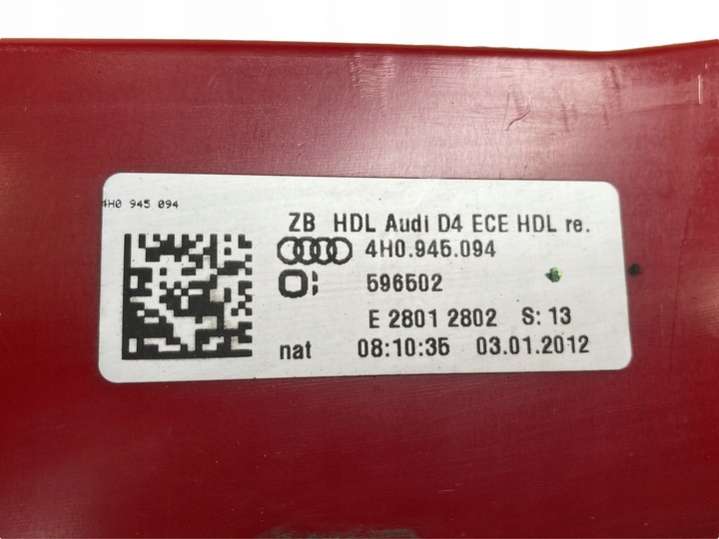 4H0 945 094
ZB HDL Audi D4 ECE HDL re.
4H0.945.094
596502
E 2801 2802 S: 13
nat 08:10:35 03.01.2012